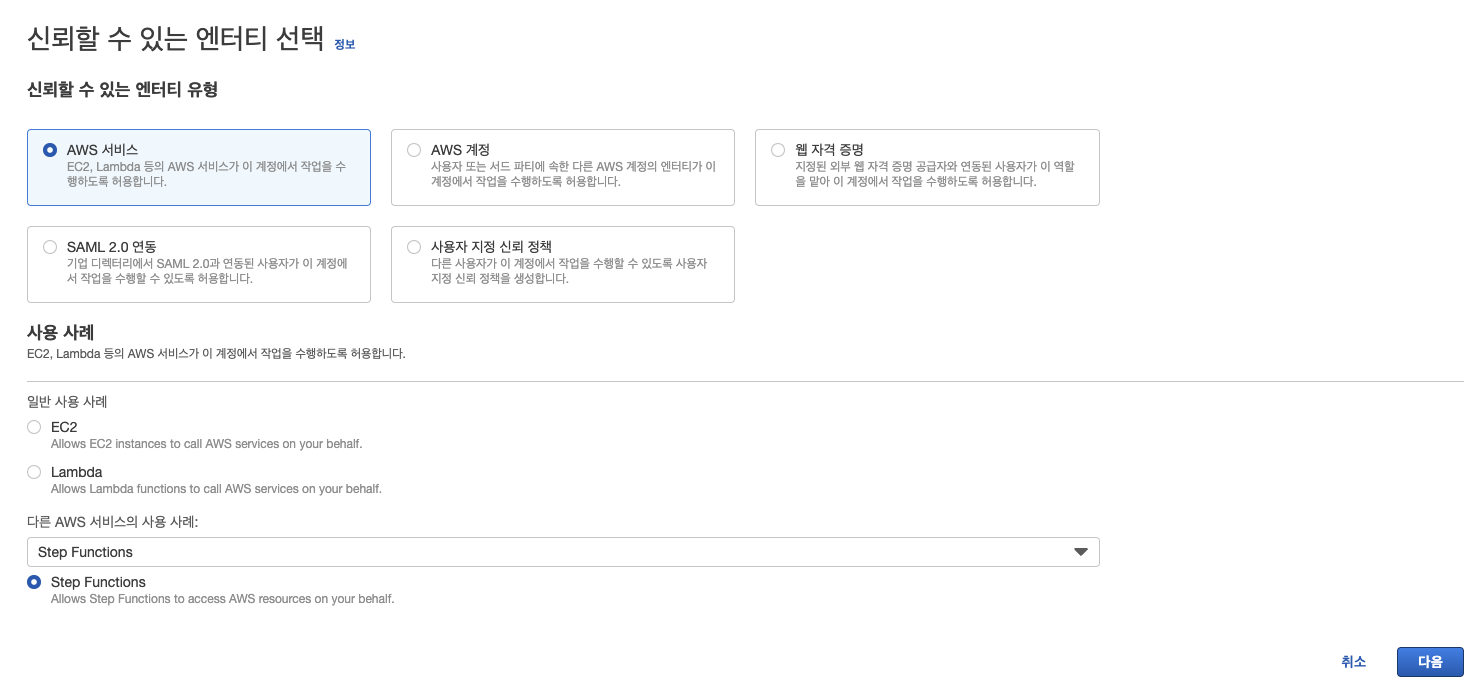 신뢰할 수 있는 엔터티 선택 정보
신뢰할 수 있는 엔터티 유형
AWS 서비스
EC2, Lambda 등의 AWS 서비스가 이 계정에서 작업을 수
행하도록 허용합니다.
AWS 계정
사용자 또는 서드 파티에 속한 다른 AWS 계정의 엔터티가 이
계정에서 작업을 수행하도록 허용합니다.
웹 자격 증명
지정된 외부 웹 자격 증명 공급자와 연동된 사용자가 이 역할
을 맡아 이 계정에서 작업을 수행하도록 허용합니다.
SAML 2.0 연동
기업 디렉터리에서 SAML 2.0과 연동된 사용자가 이 계정에
서 작업을 수행할 수 있도록 허용합니다.
사용자 지정 신뢰 정책
다른 사용자가 이 계정에서 작업을 수행할 수 있도록 사용자
지정 신뢰 정책을 생성합니다.
사용 사례
EC2, Lambda 등의 AWS 서비스가 이 계정에서 작업을 수행하도록 허용합니다.
일반 사용 사례
EC2
Allows EC2 instances to call AWS services on your behalf.
Lambda
Allows Lambda functions to call AWS services on your behalf.
다른 AWS 서비스의 사용 사례:
Step Functions
Step Functions
Allows Step Functions to access AWS resources on your behalf.
취소
다음